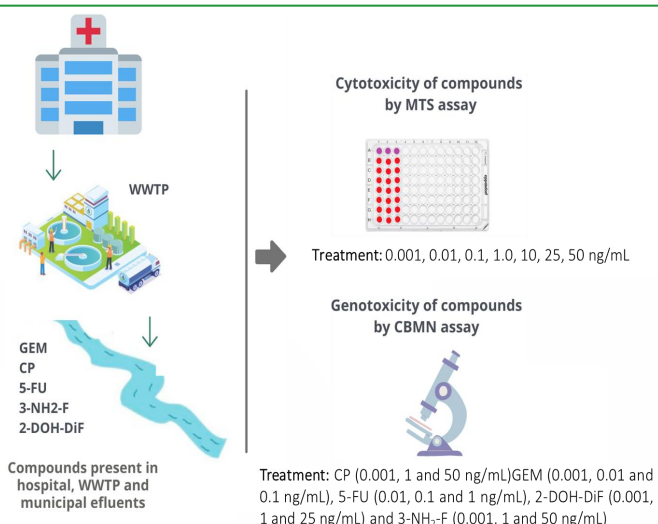 WWTP
GEM
CP
5-FU
3-NH2-F
2-DOH-DiF
Compounds present in
hospital, WWTP and
municipal efluents
Cytotoxicity of compounds
by MTS assay
A
B
D
E
F
G
H
Treatment: 0.001, 0.01, 0.1, 1.0, 10, 25, 50 ng/mL
Genotoxicity of compounds
by CBMN assay
Treatment: CP (0.001, 1 and 50 ng/mL)GEM (0.001, 0.01 and
0.1 ng/mL), 5-FU (0.01, 0.1 and 1 ng/mL), 2-DOH-DiF (0.001,
1 and 25 ng/mL) and 3-NH₂-F (0.001, 1 and 50 ng/mL)